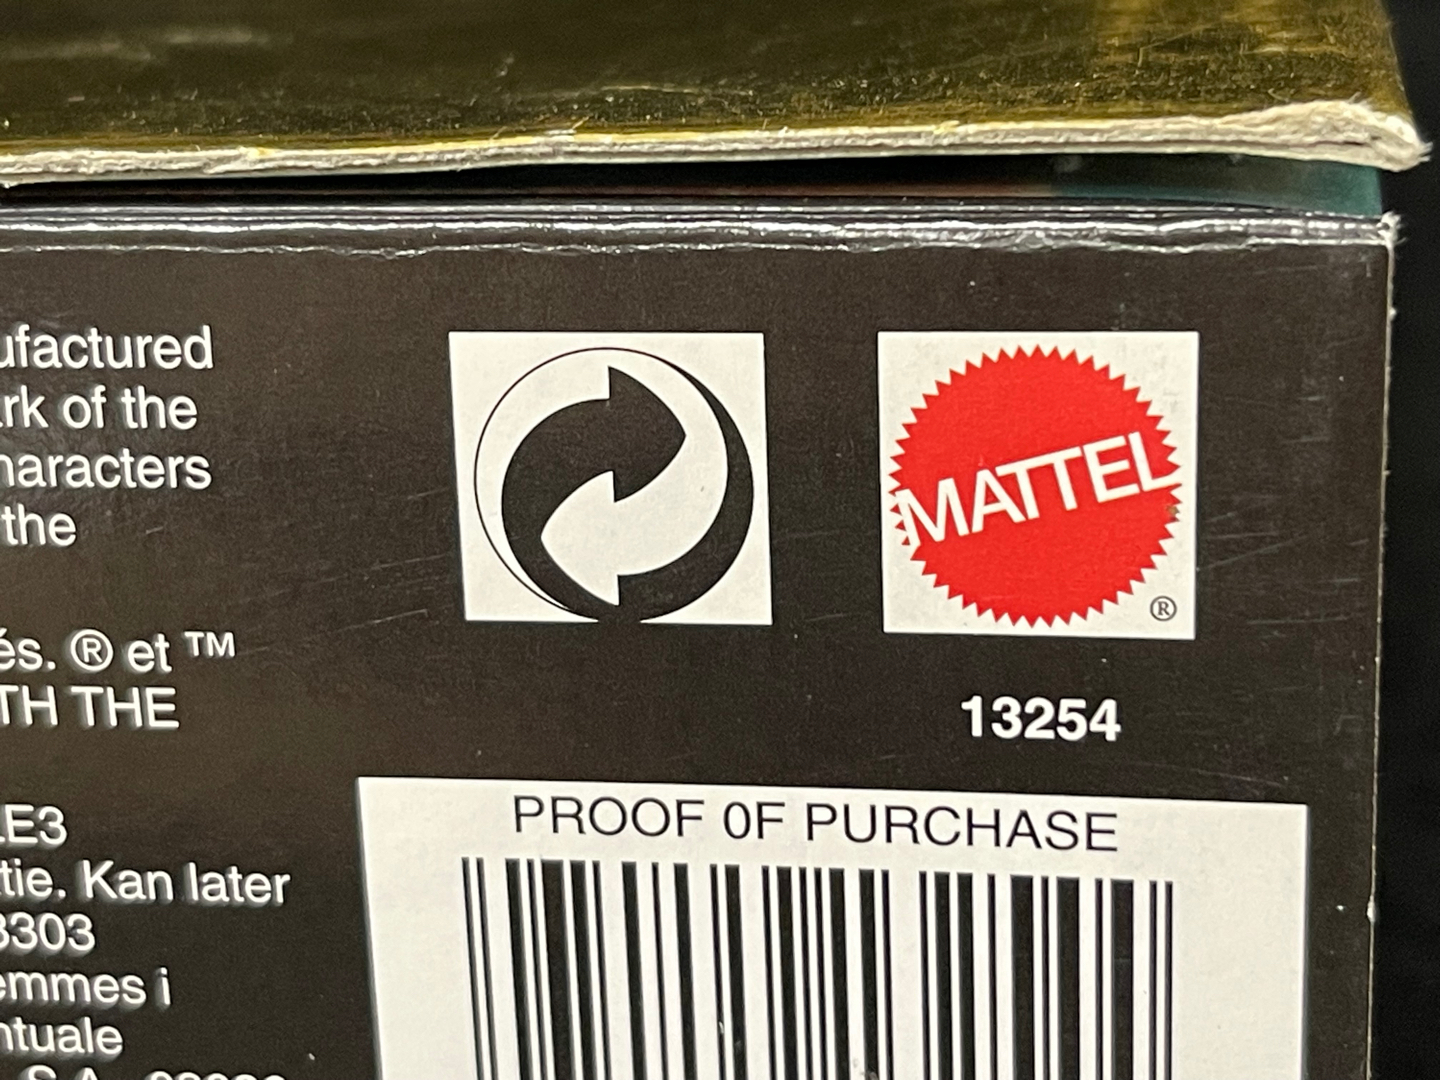 ufactured
rk of the
haracters
the
MATTEL
®
és. ® et ™
TH THE
13254
PROOF OF PURCHASE
LE3
tie. Kan later
3303
emmes i
ntuale
S.A.